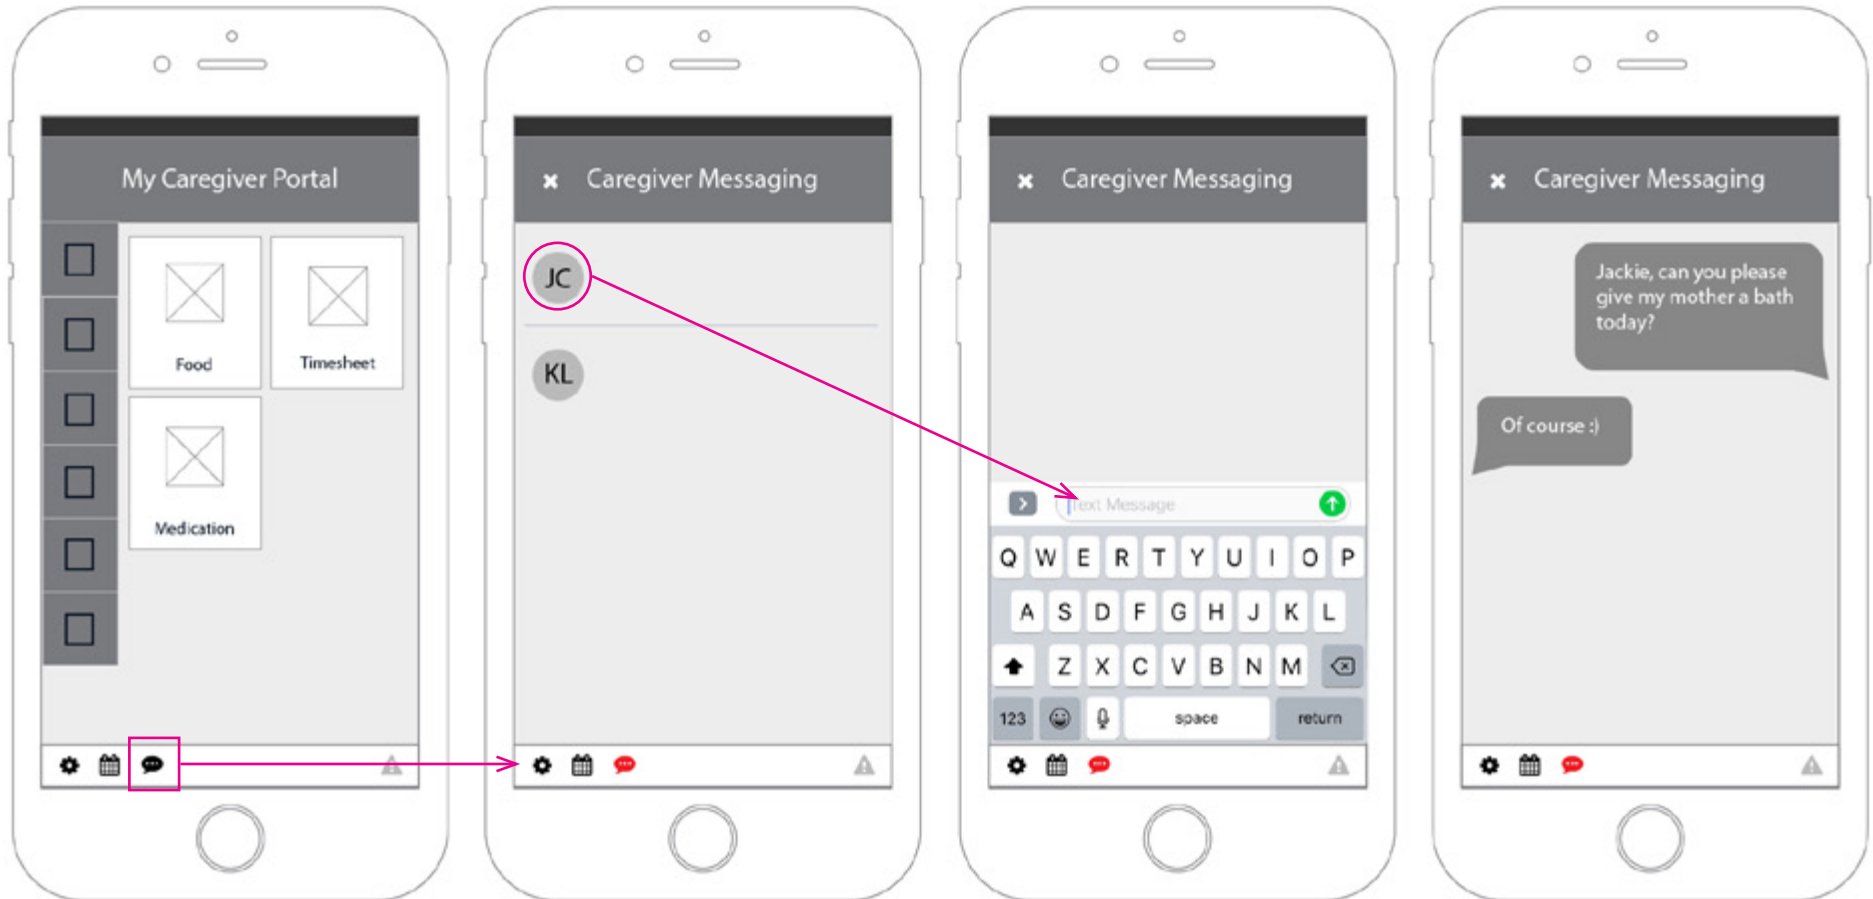 My Caregiver Portal
Food
Timesheet
Medication
Caregiver Messaging
JC
KL
Caregiver Messaging
Text Message
Q W E R T Y U I O P
A S D F G H J K L
Z X C V B N M
123 space return
Caregiver Messaging
Jackie, can you please
give my mother a bath
today?
Of course :)